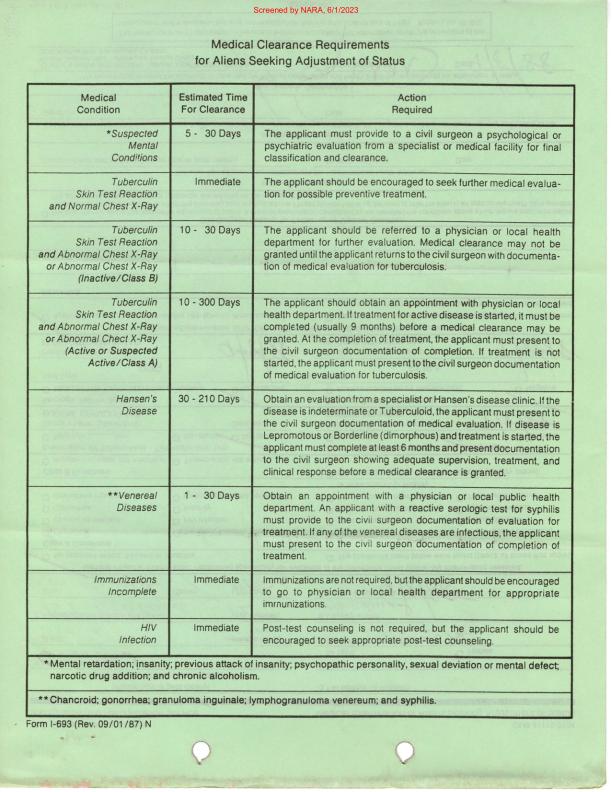 Screened by NARA, 6/1/2023
Medical Clearance Requirements
for Aliens Seeking Adjustment of Status
Medical
Condition
Estimated Time
For Clearance
Action
Required
*Suspected
Mental
Conditions
5 - 30 Days
The applicant must provide to a civil surgeon a psychological or
psychiatric evaluation from a specialist or medical facility for final
classification and clearance.
Tuberculin
Skin Test Reaction
and Normal Chest X-Ray
Immediate
The applicant should be encouraged to seek further medical evalua-
tion for possible preventive treatment.
Tuberculin
Skin Test Reaction
and Abnormal Chest X-Ray
or Abnormal Chest X-Ray
(Inactive/Class B)
10 - 30 Days
The applicant should be referred to a physician or local health
department for further evaluation. Medical clearance may not be
granted until the applicant returns to the civil surgeon with documenta-
tion of medical evaluation for tuberculosis.
Tuberculin
Skin Test Reaction
and Abnormal Chest X-Ray
or Abnormal Chect X-Ray
(Active or Suspected
Active/Class A)
10 - 300 Days
The applicant should obtain an appointment with physician or local
health department. If treatment for active disease is started, it must be
completed (usually 9 months) before a medical clearance may be
granted. At the completion of treatment, the applicant must present to
the civil surgeon documentation of completion. If treatment is not
started, the applicant must present to the civil surgeon documentation
of medical evaluation for tuberculosis.
Hansen's
Disease
30 - 210 Days
Obtain an evaluation from a specialist or Hansen's disease clinic. If the
disease is indeterminate or Tuberculoid, the applicant must present to
the civil surgeon documentation of medical evaluation. If disease is
Lepromotous or Borderline (dimorphous) and treatment is started, the
applicant must complete at least 6 months and present documentation
to the civil surgeon showing adequate supervision, treatment, and
clinical response before a medical clearance is granted.
**Venereal
Diseases
1 - 30 Days
Obtain an appointment with a physician or local public health
department. An applicant with a reactive serologic test for syphilis
must provide to the civil surgeon documentation of evaluation for
treatment. If any of the venereal diseases are infectious, the applicant
must present to the civil surgeon documentation of completion of
treatment.
Immunizations
Incomplete
Immediate
Immunizations are not required, but the applicant should be encouraged
to go to physician or local health department for appropriate
immunizations.
HIV
Infection
Immediate
Post-test counseling is not required, but the applicant should be
encouraged to seek appropriate post-test counseling.
*Mental retardation; insanity; previous attack of insanity; psychopathic personality, sexual deviation or mental defect;
narcotic drug addition; and chronic alcoholism.
**Chancroid; gonorrhea; granuloma inguinale; lymphogranuloma venereum; and syphilis.
Form I-693 (Rev. 09/01/87) N